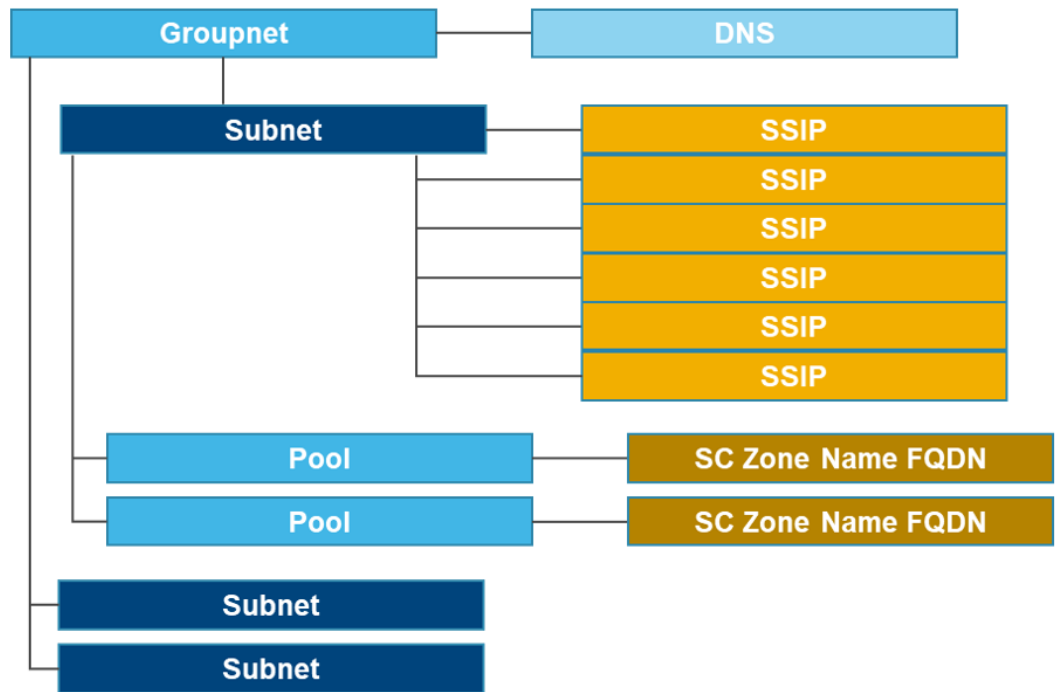 Groupnet
DNS
Subnet
SSIP
SSIP
SSIP
SSIP
SSIP
SSIP
Pool
SC Zone Name FQDN
Pool
SC Zone Name FQDN
Subnet
Subnet